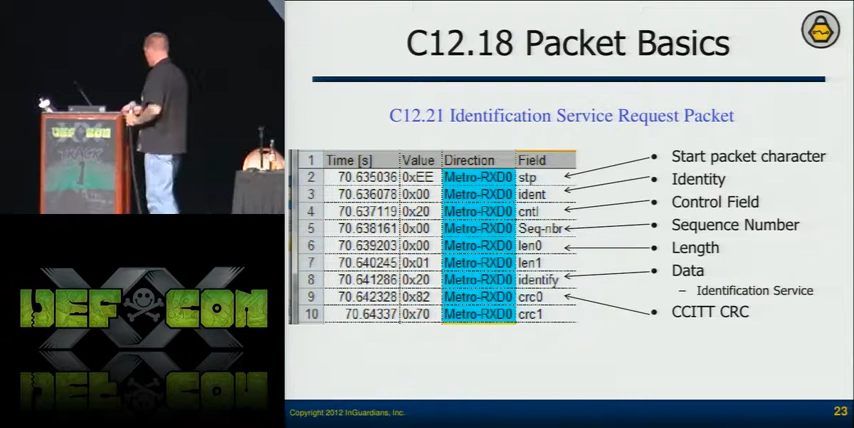 C12.18 Packet Basics
C12.21 Identification Service Request Packet
1 Time [s] Value Direction Field
2 70.635036 0xEE Metro-RXD0 stp
3 70.636078 0x00 Metro-RXD0 ident
4 70.637119 0x20 Metro-RXD0 cntl
5 70.638161 0x00 Metro-RXD0 Seq-nbr
6 70.639203 0x00 Metro-RXD0 len0
7 70.640245 0x01 Metro-RXD0 len1
8 70.641286 0x20 Metro-RXD0 identify
9 70.642328 0x82 Metro-RXD0 crc0
10 70.64337 0x70 Metro-RXD0 crc1
• Start packet character
• Identity
• Control Field
• Sequence Number
• Length
• Data
– Identification Service
• CCITT CRC
Copyright 2012 InGuardians, Inc.
23
DEF CON
TRACK
1
XX
DEF CON